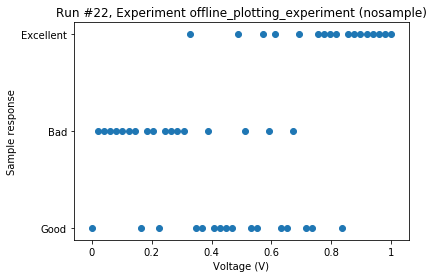 Run #22, Experiment offline_plotting_experiment (nosample)
Excellent
Bad
Good
Sample response
0 0.2 0.4 0.6 0.8 1
Voltage (V)